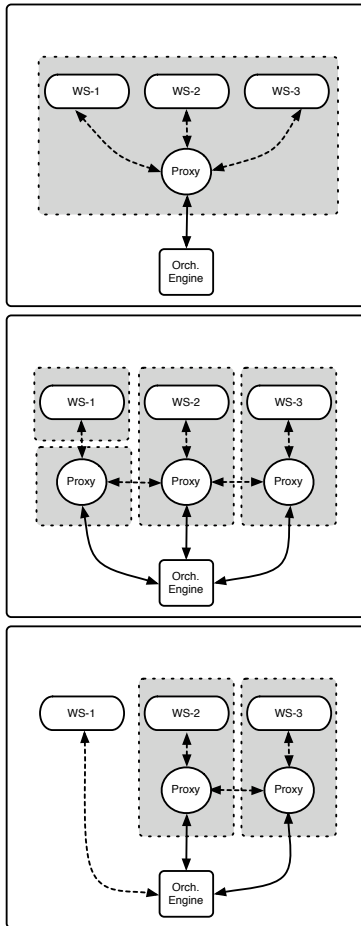 WS-1 WS-2 WS-3
Proxy
Orch.
Engine
WS-1 WS-2 WS-3
Proxy Proxy Proxy
Orch.
Engine
WS-1 WS-2 WS-3
Proxy Proxy
Orch.
Engine